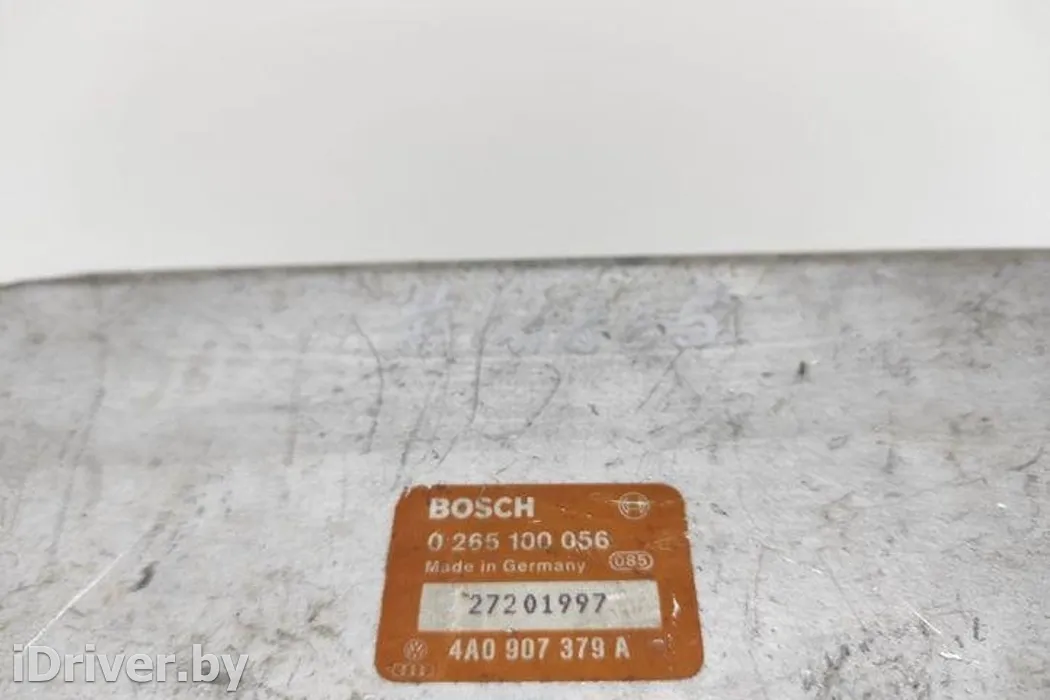 BOSCH
0 265 100 056
Made in Germany 085
27201997
4A0 907 379 A
iDriver.by